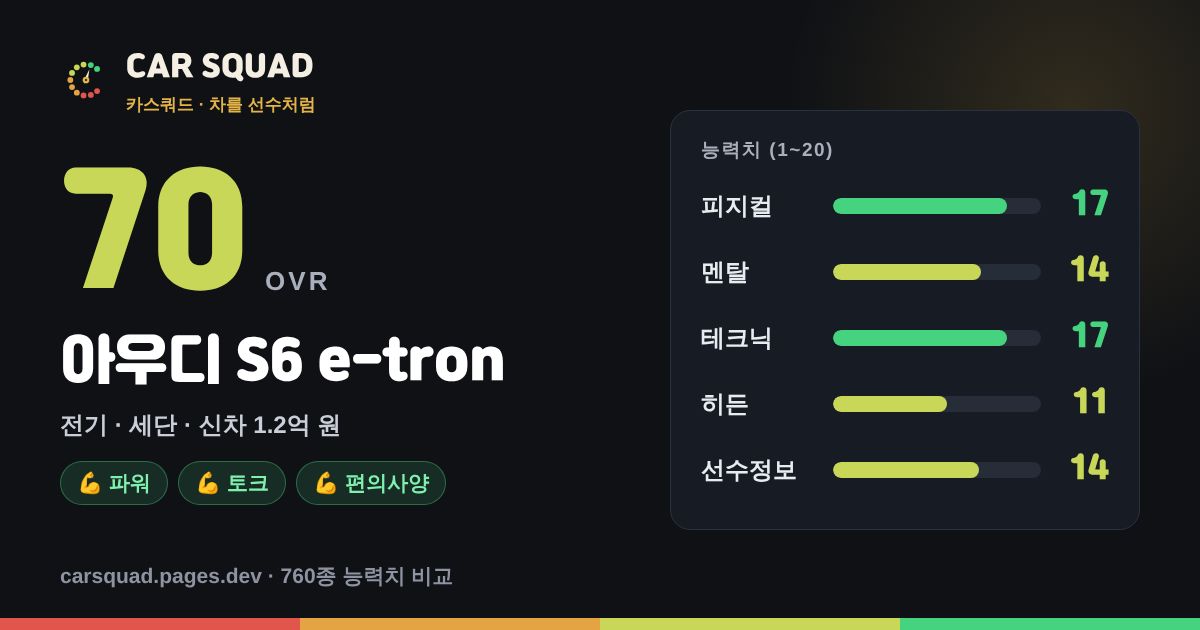 CAR SQUAD
카스쿼드 · 차를 선수처럼
70 OVR
아우디 S6 e-tron
전기 · 세단 · 신차 1.2억 원
💪 파워 💪 토크 💪 편의사양
carsquad.pages.dev · 760종 능력치 비교
능력치 (1~20)
피지컬 17
멘탈 14
테크닉 17
히든 11
선수정보 14